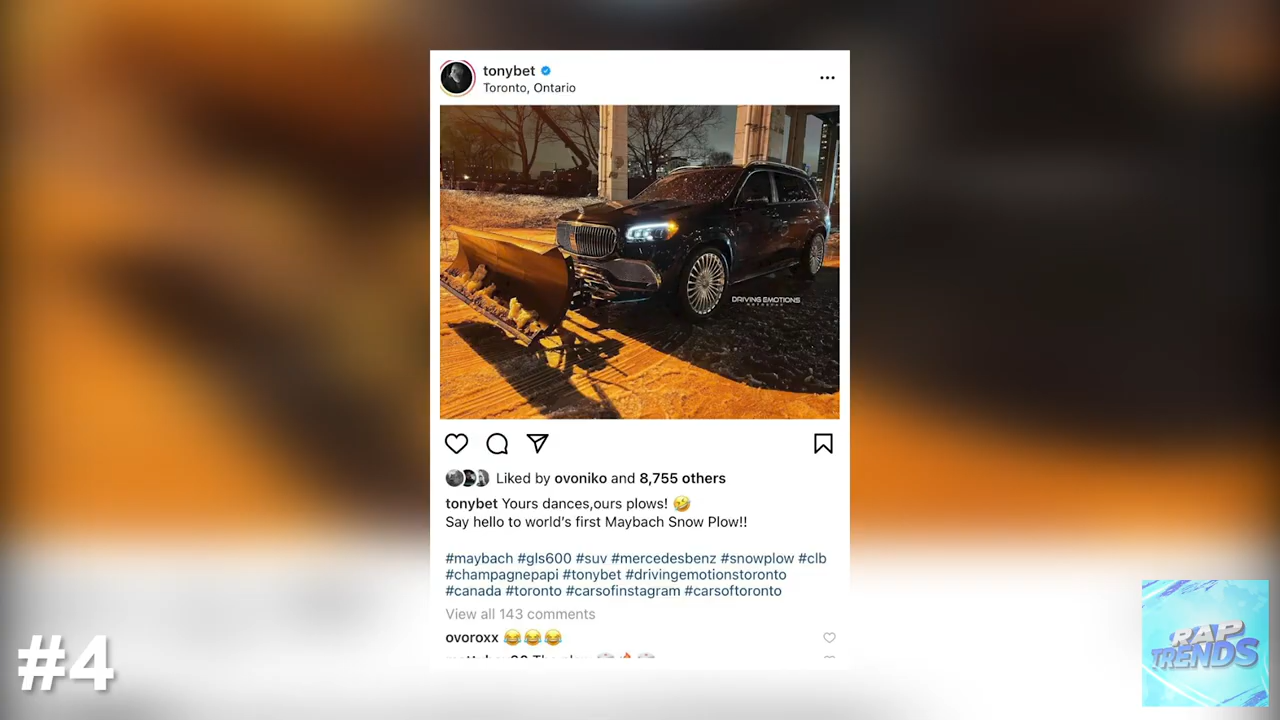 tonybet
Toronto, Ontario
DRIVING EMOTIONS
MOTORCAR
Liked by ovoniko and 8,755 others
tonybet Yours dances,ours plows! 🤣
Say hello to world's first Maybach Snow Plow!!
#maybach #gls600 #suv #mercedesbenz #snowplow #clb
#champagnepapi #tonybet #drivingemotionstoronto
#canada #toronto #carsofinstagram #carsoftoronto
View all 143 comments
ovoroxx 😂😂😂
#4
RAP
TRENDS